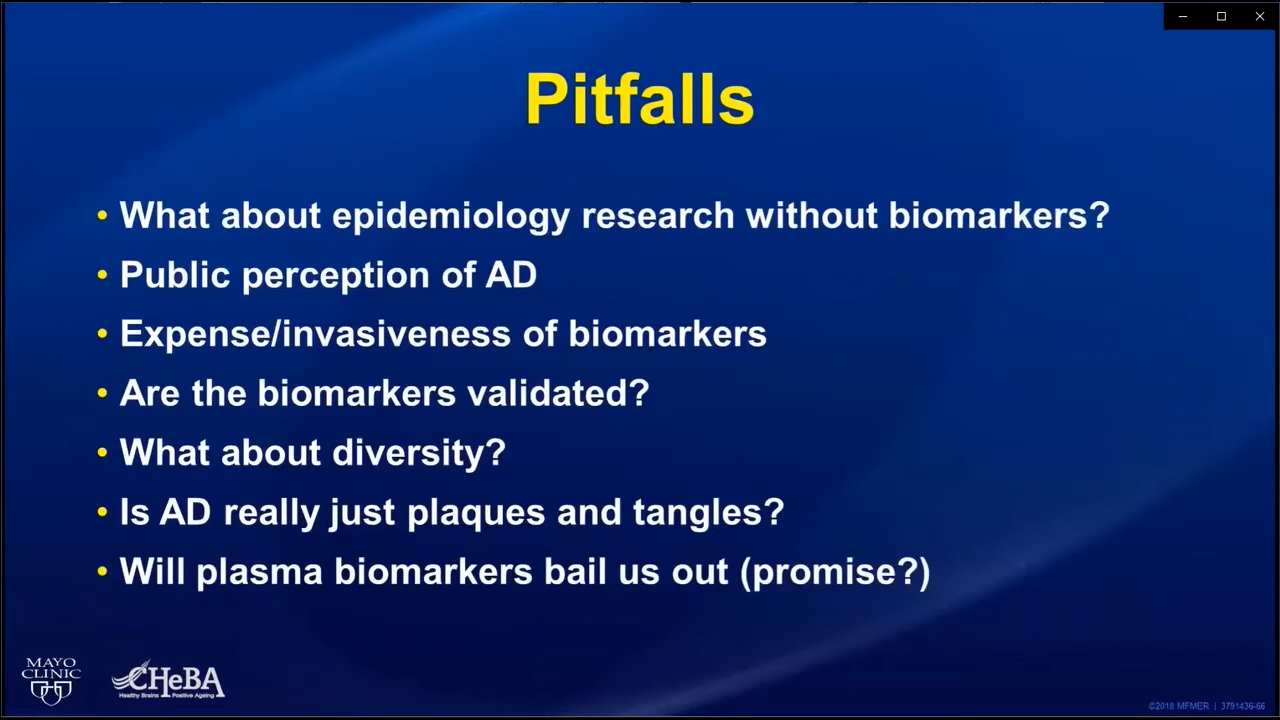 Pitfalls
• What about epidemiology research without biomarkers?
• Public perception of AD
• Expense/invasiveness of biomarkers
• Are the biomarkers validated?
• What about diversity?
• Is AD really just plaques and tangles?
• Will plasma biomarkers bail us out (promise?)
MAYO
CLINIC
CHeBA
Healthy Brains Positive Ageing
©2018 MFMER | 3791436-66